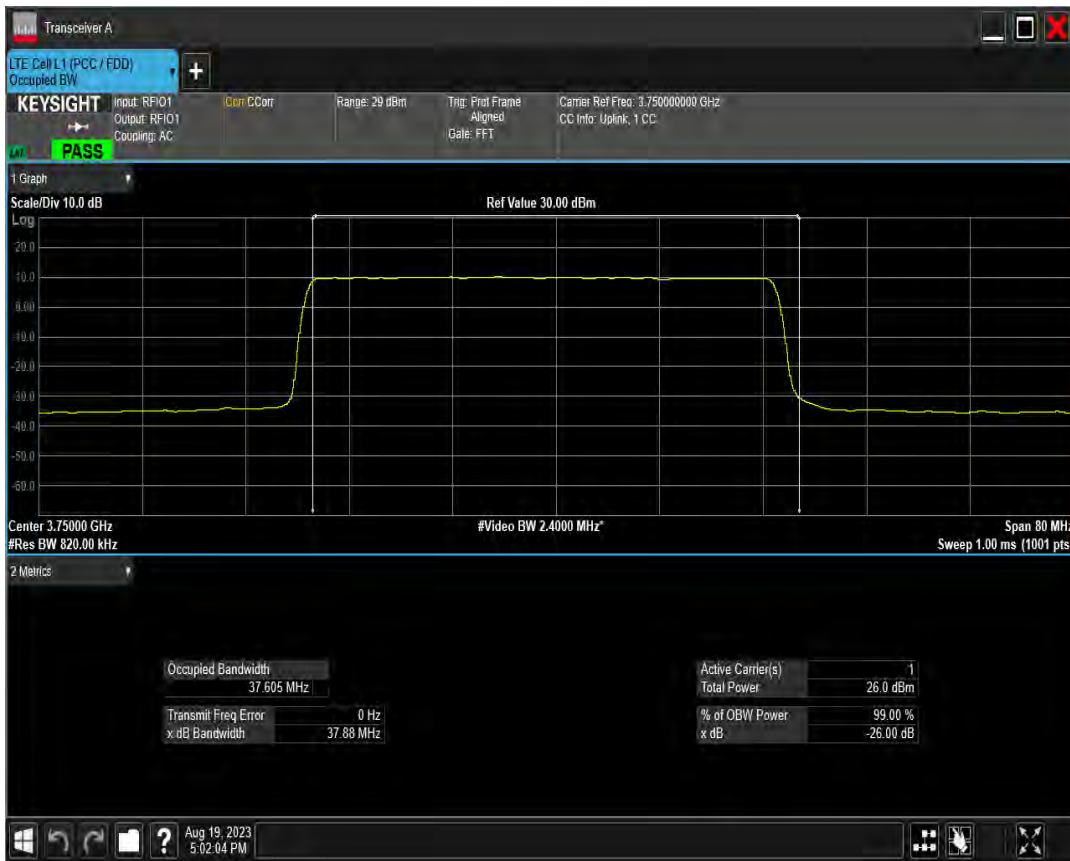 Transceiver A
LTE Cell L1 (PCC / FDD)
Occupied BW
+
KEYSIGHT
Input: RFIO1
Output: RFIO1
Coupling: AC
Corr CCorr
Range: 29 dBm
Trig: Prot Frame
Aligned
Gate: FFT
Carrier Ref Freq: 3.750000000 GHz
CC Info: Uplink, 1 CC
PASS
1 Graph
Scale/Div 10.0 dB
Ref Value 30.00 dBm
Log
20.0
10.0
0.00
-10.0
-20.0
-30.0
-40.0
-50.0
-60.0
Center 3.75000 GHz
#Video BW 2.4000 MHz*
Span 80 MHz
#Res BW 820.00 kHz
Sweep 1.00 ms (1001 pts
2 Metrics
Occupied Bandwidth
37.605 MHz
Transmit Freq Error 0 Hz
x dB Bandwidth 37.88 MHz
Active Carrier(s) 1
Total Power 26.0 dBm
% of OBW Power 99.00 %
x dB -26.00 dB
?
Aug 19, 2023
5:02:04 PM